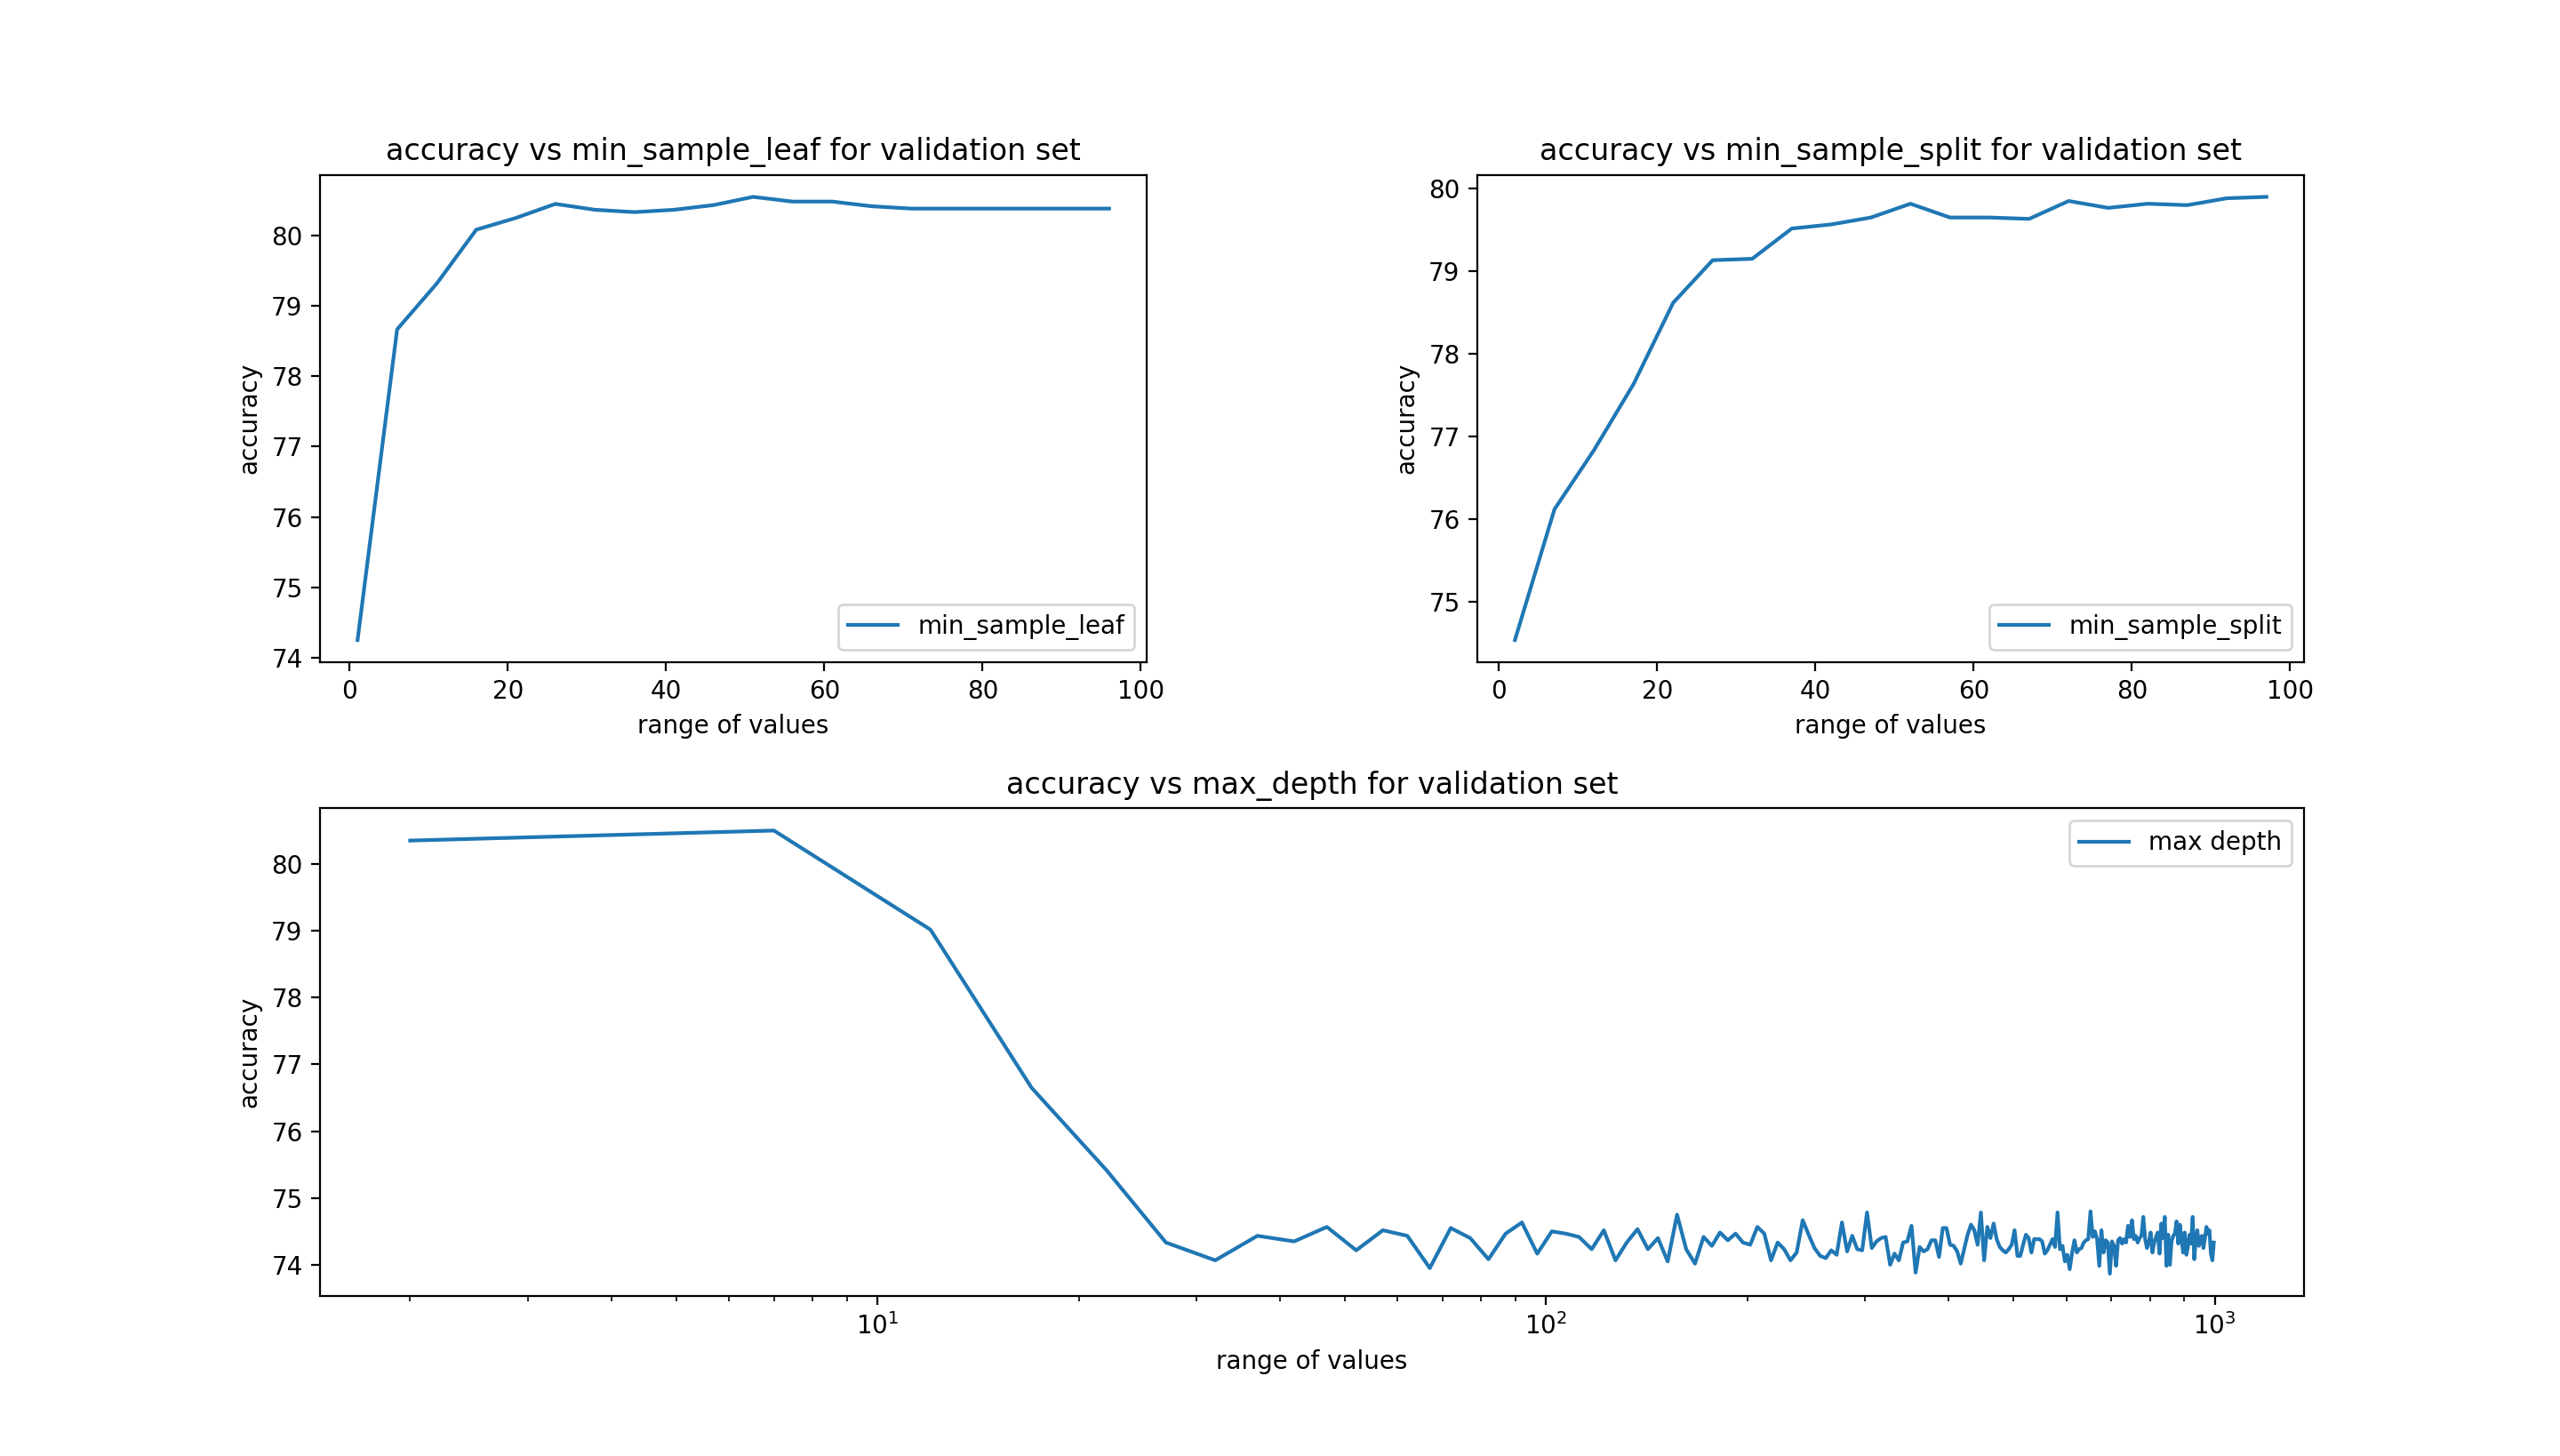 accuracy vs min_sample_leaf for validation set
accuracy
80
79
78
77
76
75
74
0 20 40 60 80 100
range of values
min_sample_leaf
accuracy vs min_sample_split for validation set
accuracy
80
79
78
77
76
75
0 20 40 60 80 100
range of values
min_sample_split
accuracy vs max_depth for validation set
accuracy
80
79
78
77
76
75
74
10¹ 10² 10³
range of values
max depth